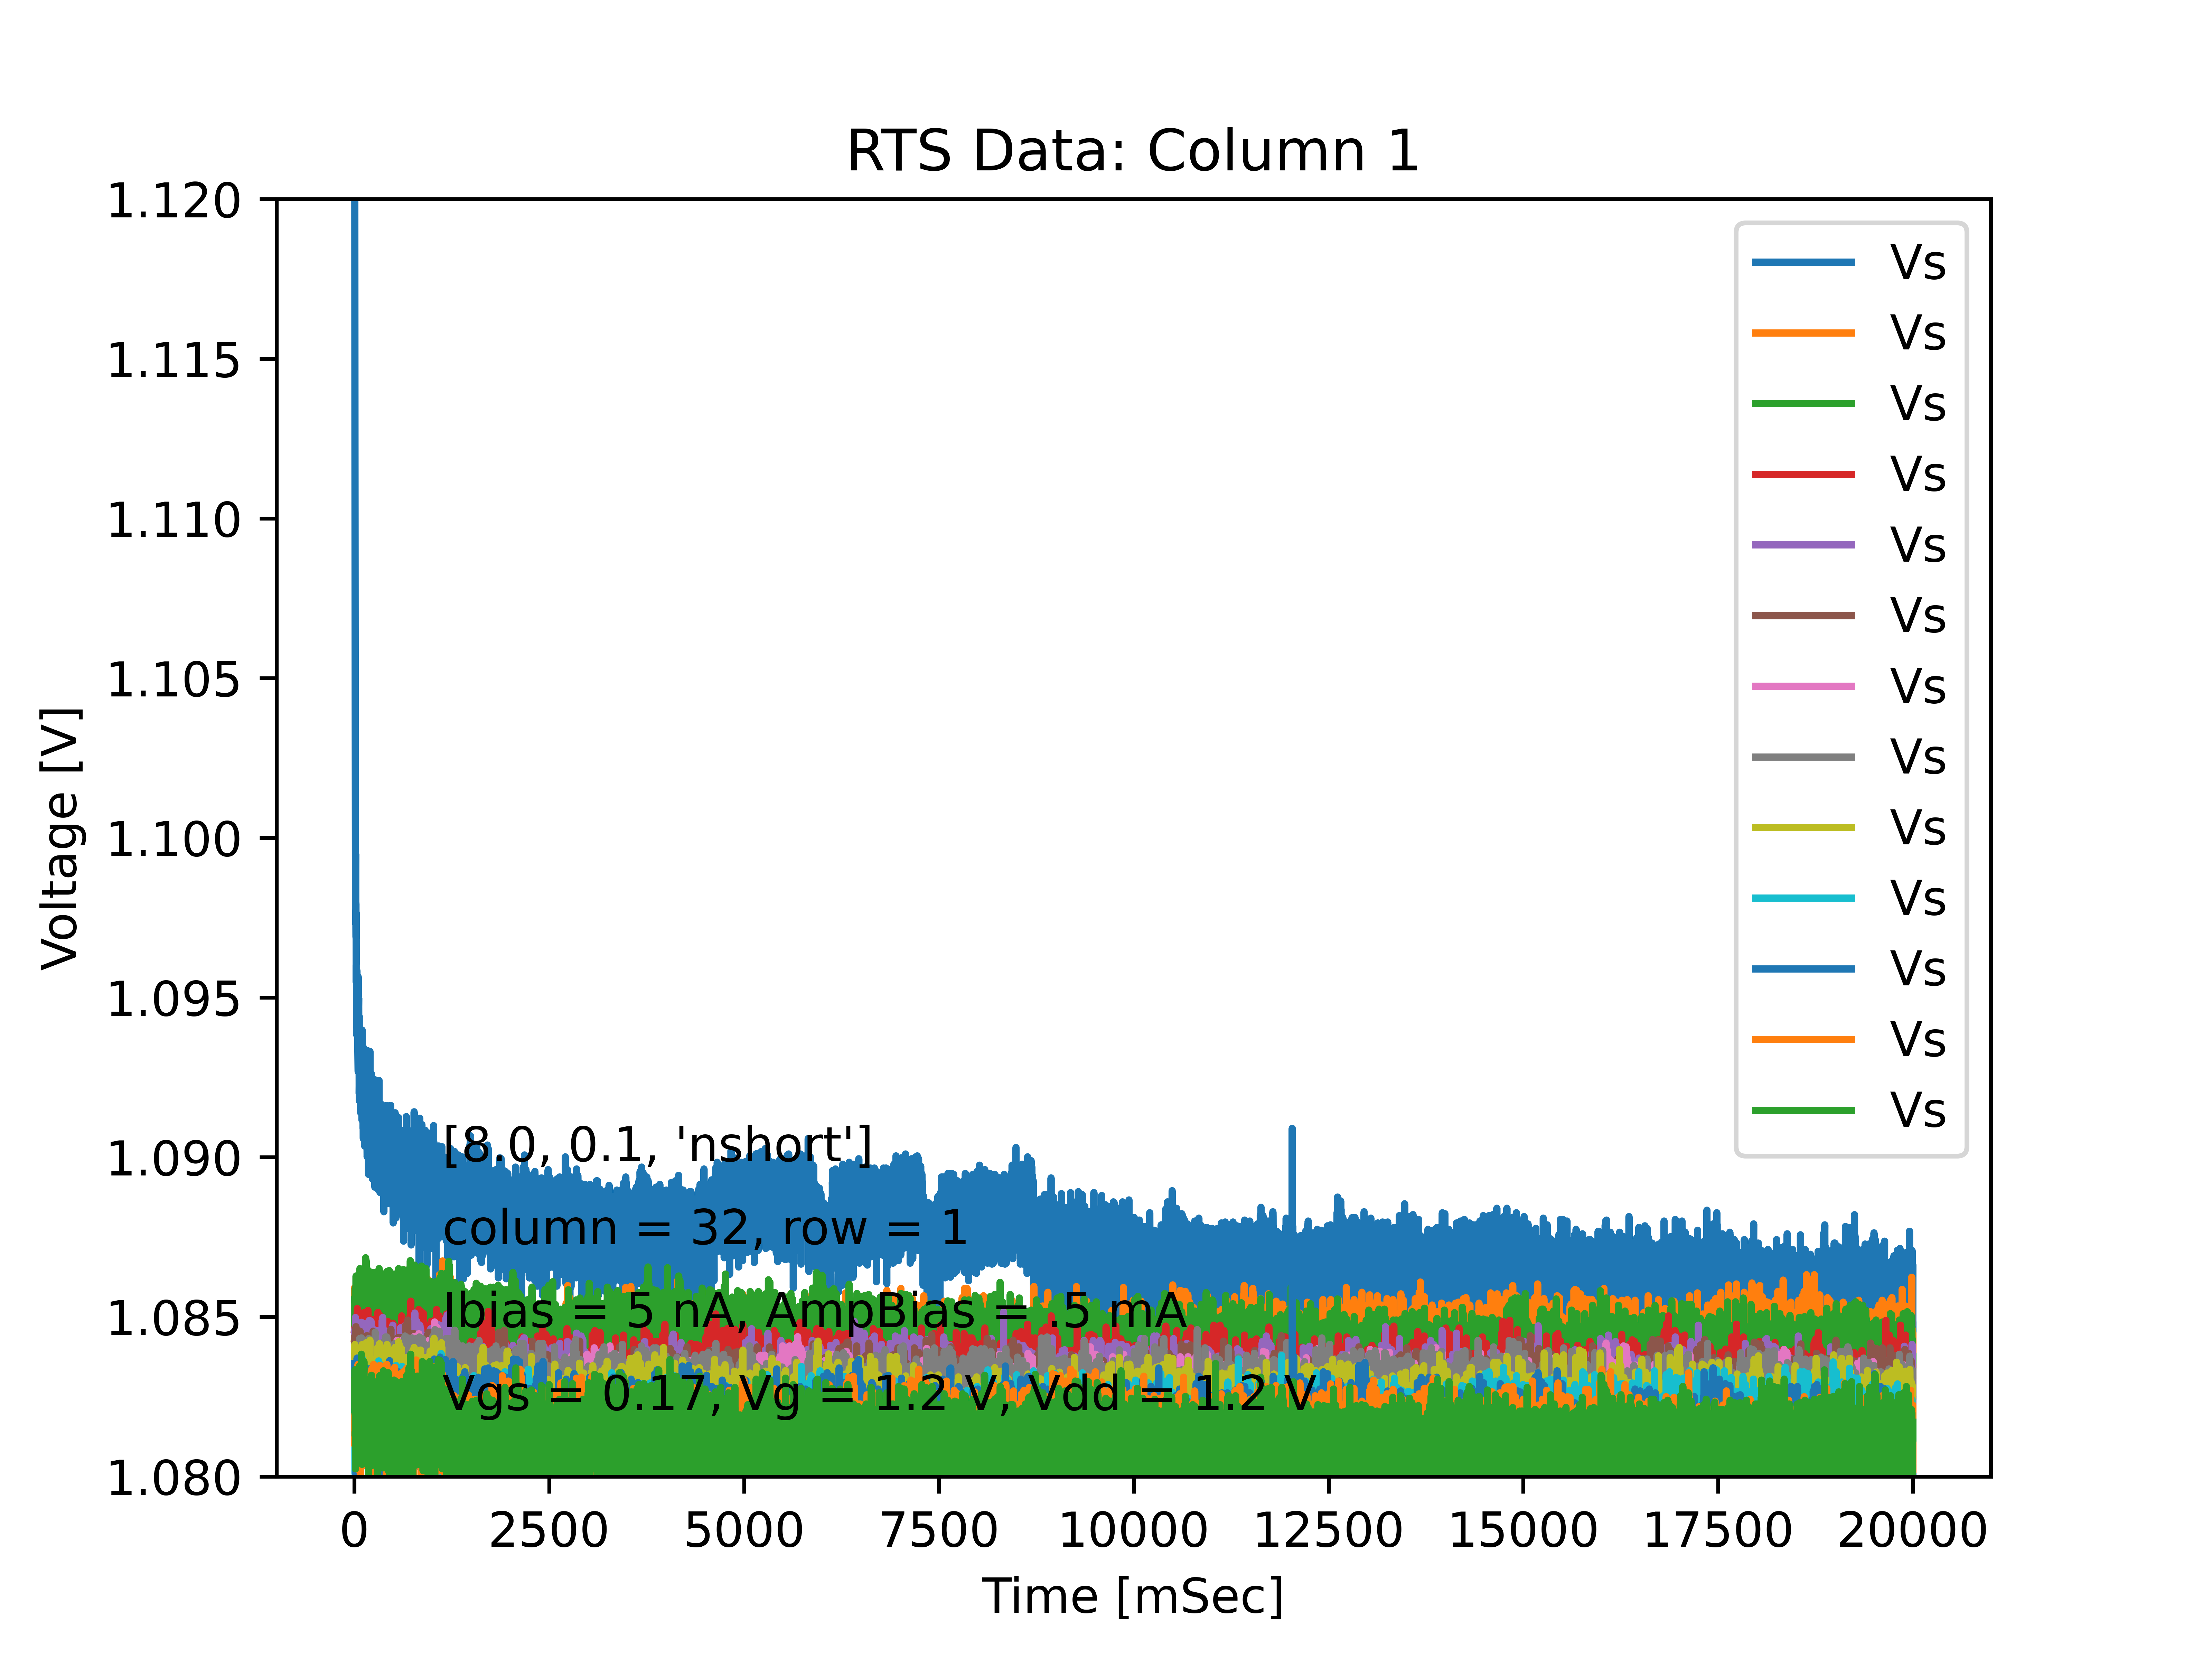 RTS Data: Column 1
1.120
1.115
1.110
1.105
1.100
1.095
1.090
1.085
1.080
Voltage [V]
Vs
Vs
Vs
Vs
Vs
Vs
Vs
Vs
Vs
Vs
Vs
Vs
Vs
[8.0, 0.1, 'nshort']
column = 32, row = 1
Ibias = 5 nA, AmpBias = .5 mA
Vgs = 0.17, Vg = 1.2 V, Vdd = 1.2 V
0 2500 5000 7500 10000 12500 15000 17500 20000
Time [mSec]